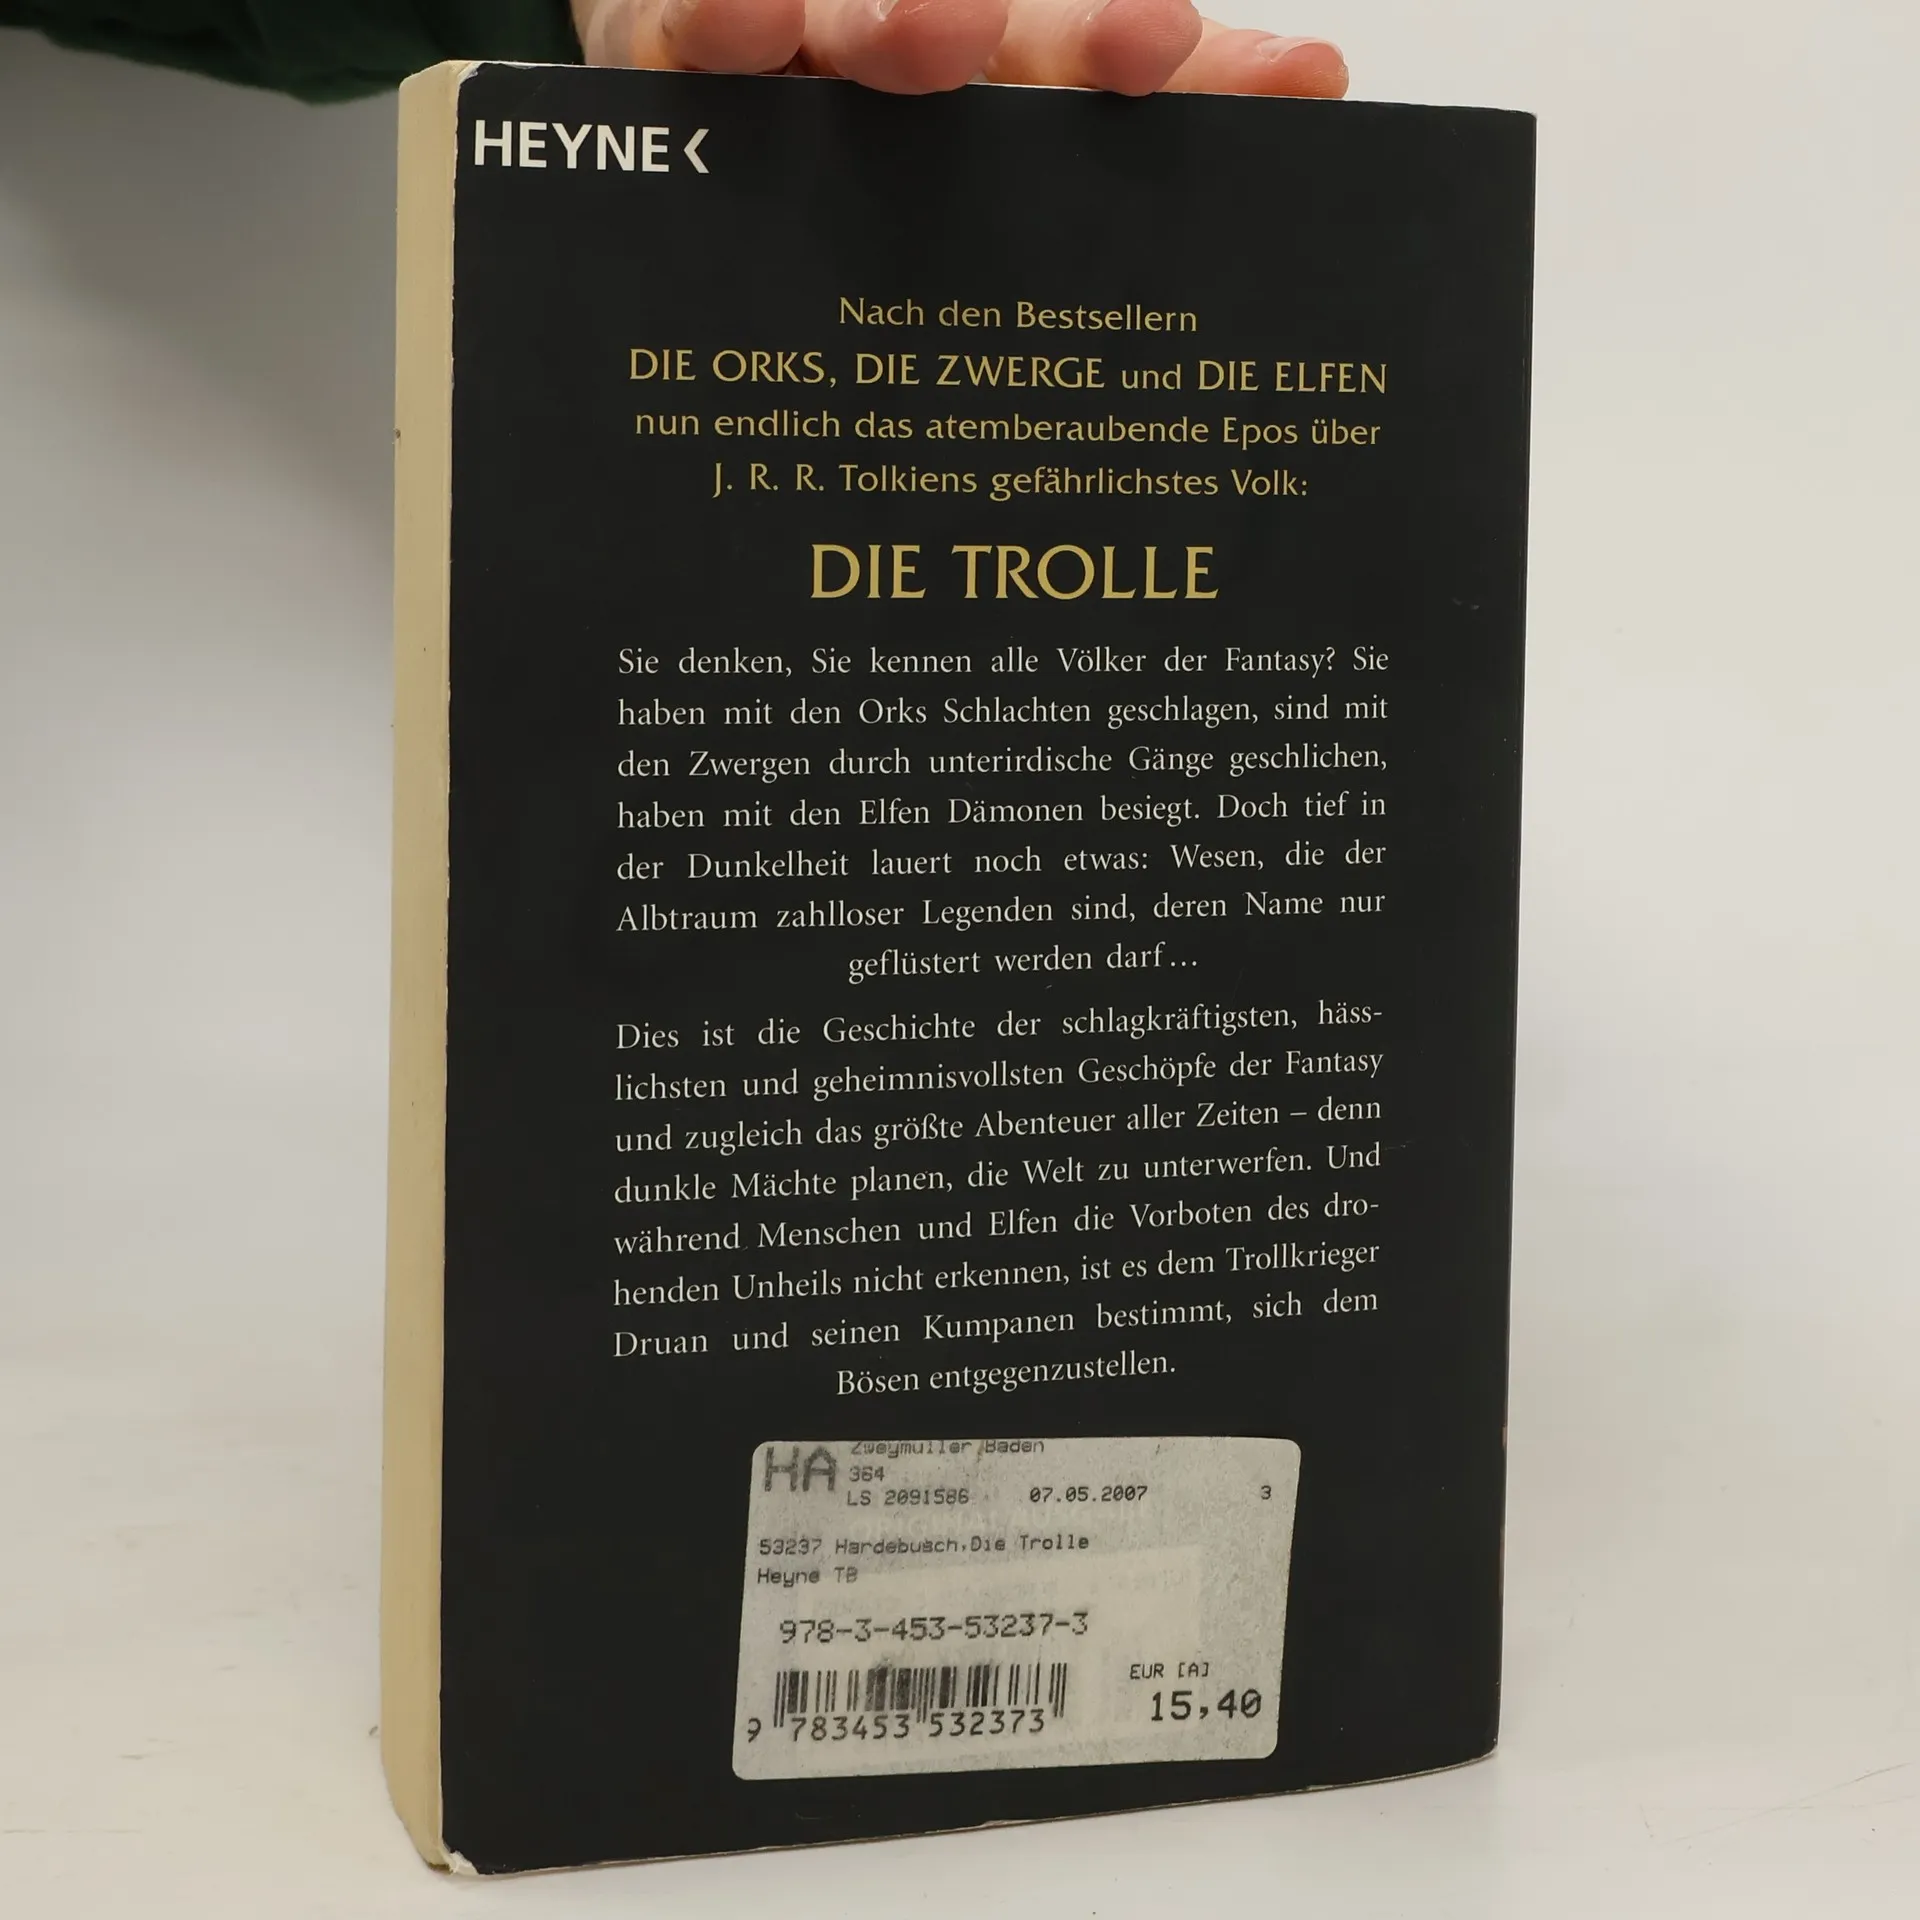 HEYNE
Nach den Bestsellern
DIE ORKS, DIE ZWERGE und DIE ELFEN
nun endlich das atemberaubende Epos über
J. R. R. Tolkiens gefährlichstes Volk:
DIE TROLLE
Sie denken, Sie kennen alle Völker der Fantasy? Sie
haben mit den Orks Schlachten geschlagen, sind mit
den Zwergen durch unterirdische Gänge geschlichen,
haben mit den Elfen Dämonen besiegt. Doch tief in
der Dunkelheit lauert noch etwas: Wesen, die der
Albtraum zahlloser Legenden sind, deren Name nur
geflüstert werden darf...
Dies ist die Geschichte der schlagkräftigsten, häss-
lichsten und geheimnisvollsten Geschöpfe der Fantasy
und zugleich das größte Abenteuer aller Zeiten – denn
dunkle Mächte planen, die Welt zu unterwerfen. Und
während Menschen und Elfen die Vorboten des dro-
henden Unheils nicht erkennen, ist es dem Trollkrieger
Druan und seinen Kumpanen bestimmt, sich dem
Bösen entgegenzustellen.
HA Zweymuller Baden
364
LS 2091586 07.05.2007 3
53237 Hardebusch,Die Trolle
Heyne TB
978-3-453-53237-3
EUR [A]
15,40
9 783453 532373